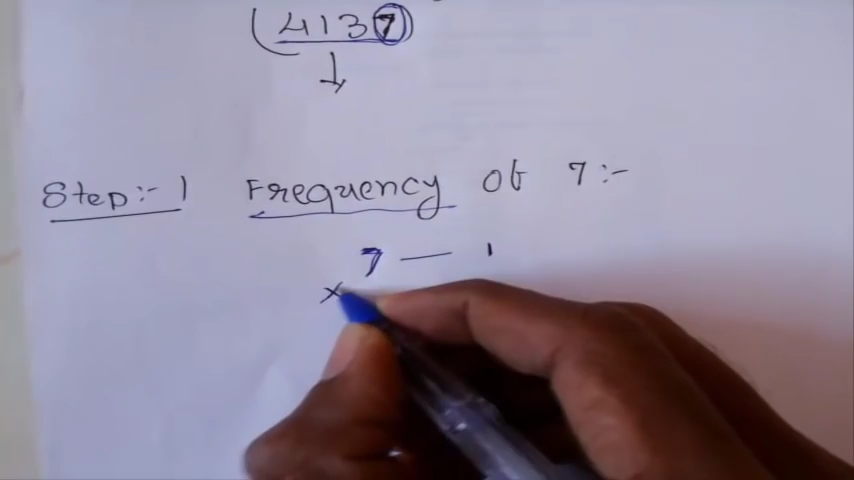 4137
Step:- 1 Frequency of 7:-
7 — 1
x